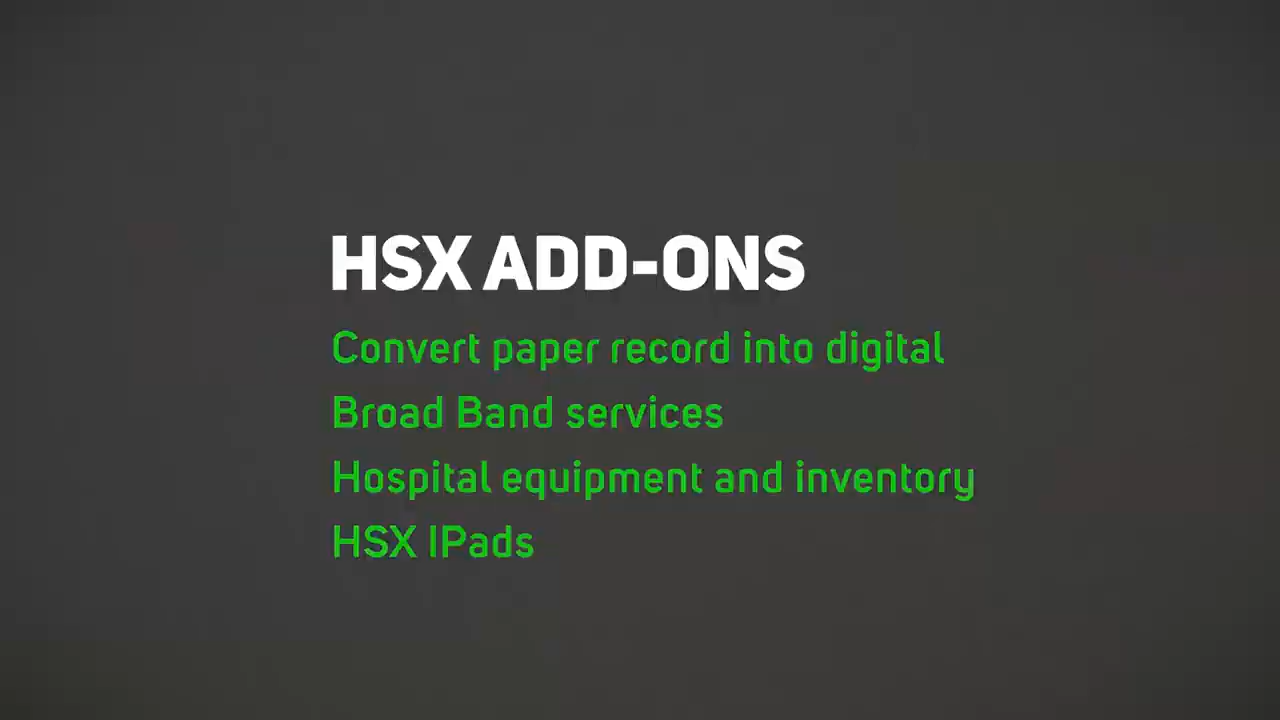 HSX ADD-ONS
Convert paper record into digital
Broad Band services
Hospital equipment and inventory
HSX IPads